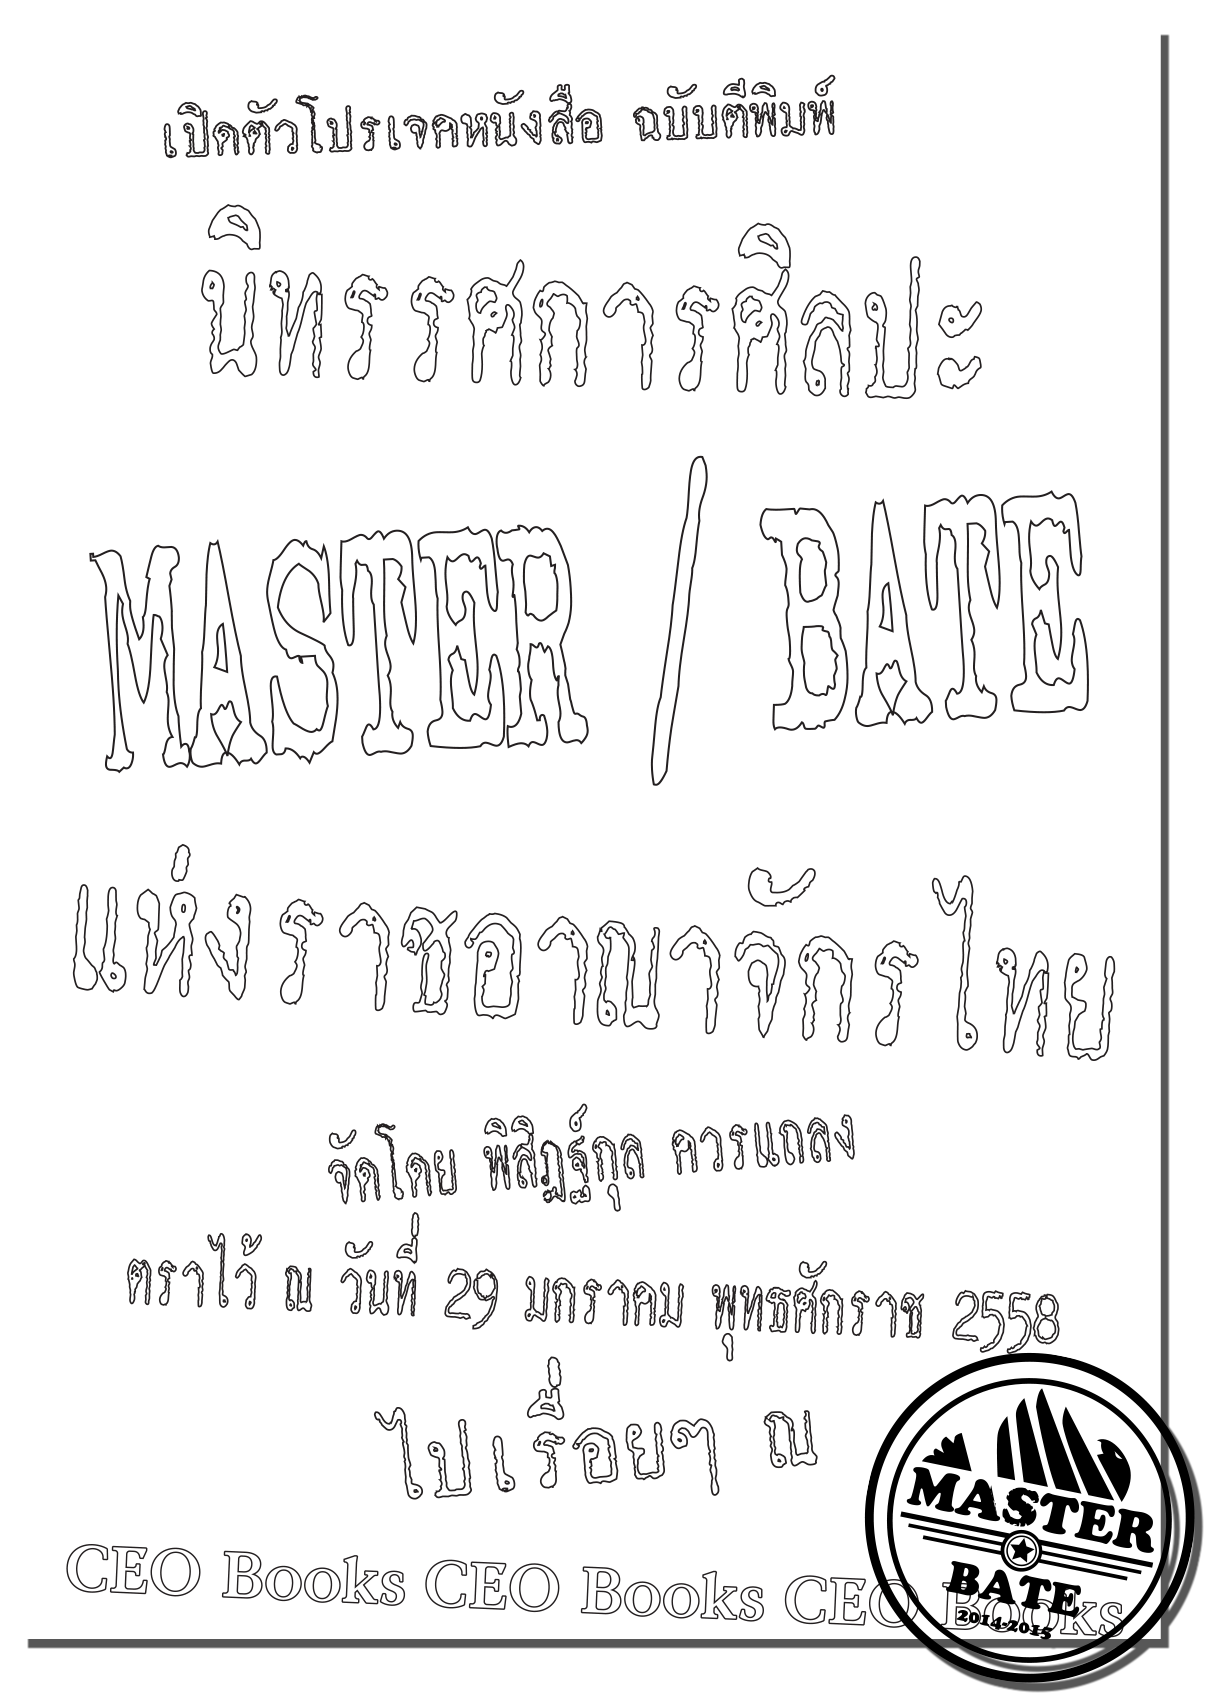 เปิดตัวโปรเจคหนังสือ ฉบับตีพิมพ์
นิทรรศการศิลปะ
MASTER / BATE
แห่งราชอาณาจักรไทย
จัดโดย พิสิฏฐ์กุล ควรแถลง
ตราไว้ ณ วันที่ 29 มกราคม พุทธศักราช 2558
ไปเรื่อยๆ ณ
CEO Books CEO Books CEO Books
MASTER
BATE
2014-2015